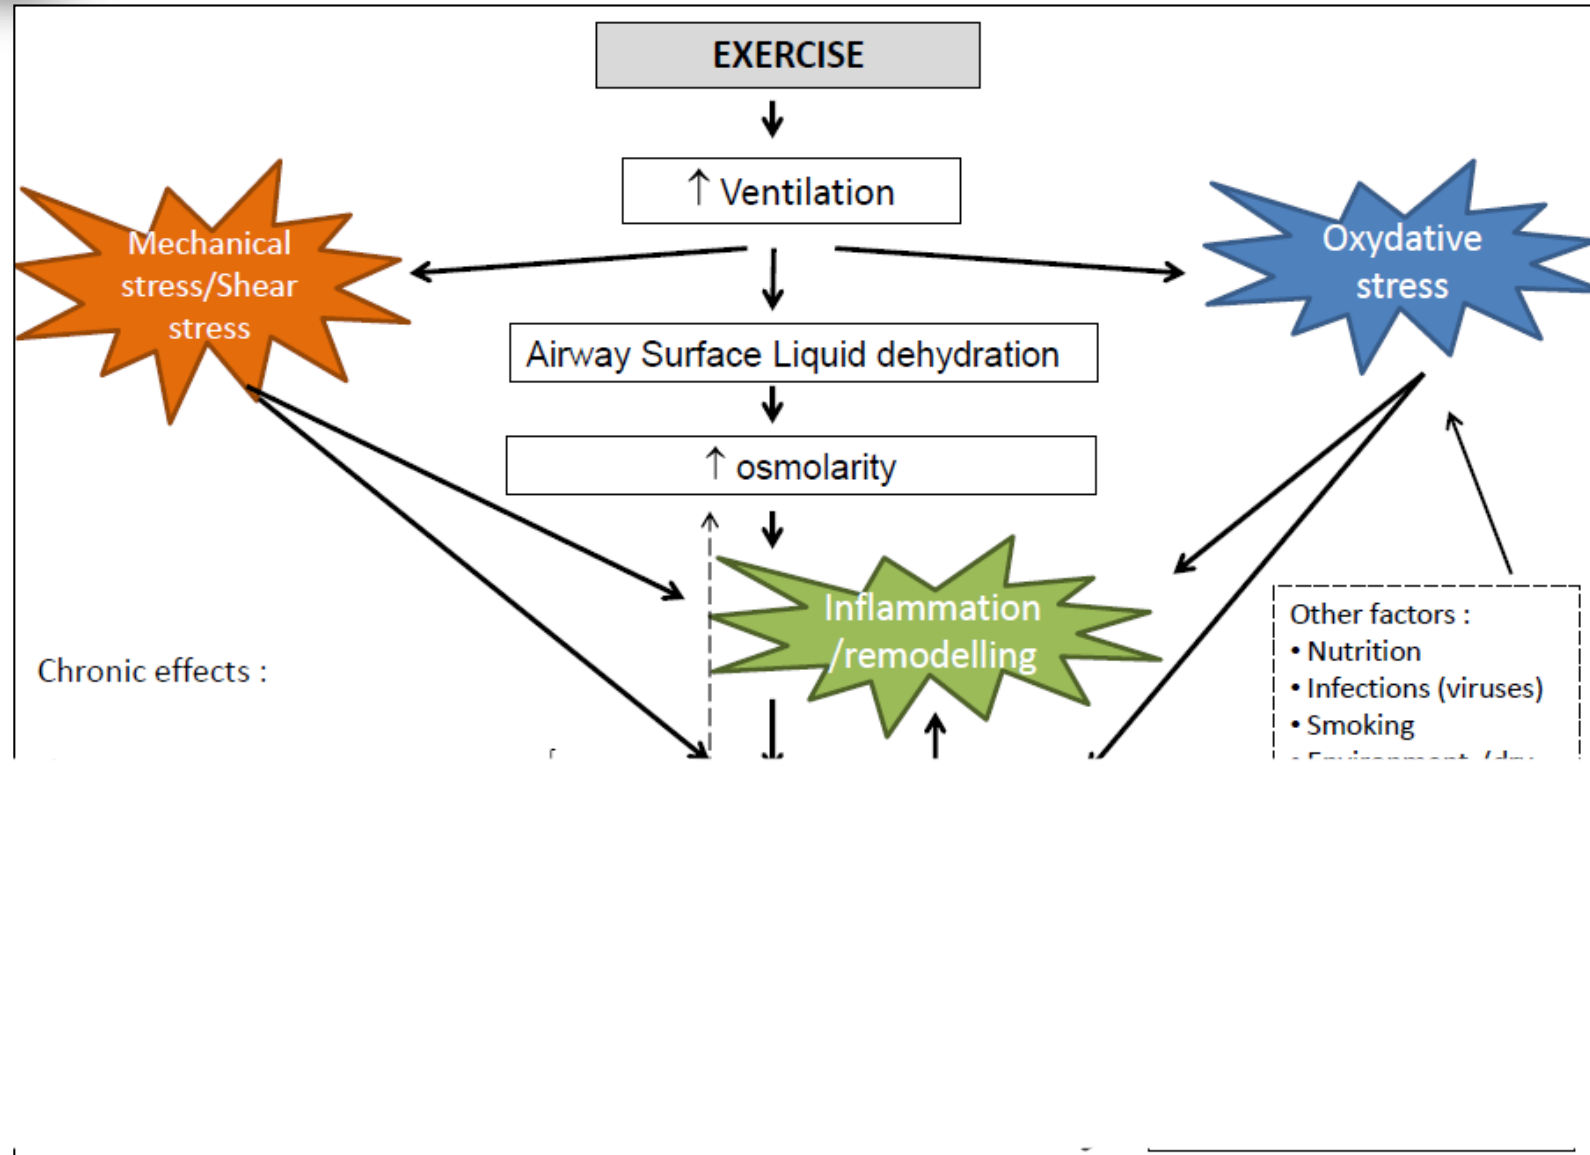 EXERCISE
↑ Ventilation
Mechanical
stress/Shear
stress
Oxydative
stress
Airway Surface Liquid dehydration
↑ osmolarity
Inflammation
/remodelling
Chronic effects :
Other factors :
• Nutrition
• Infections (viruses)
• Smoking